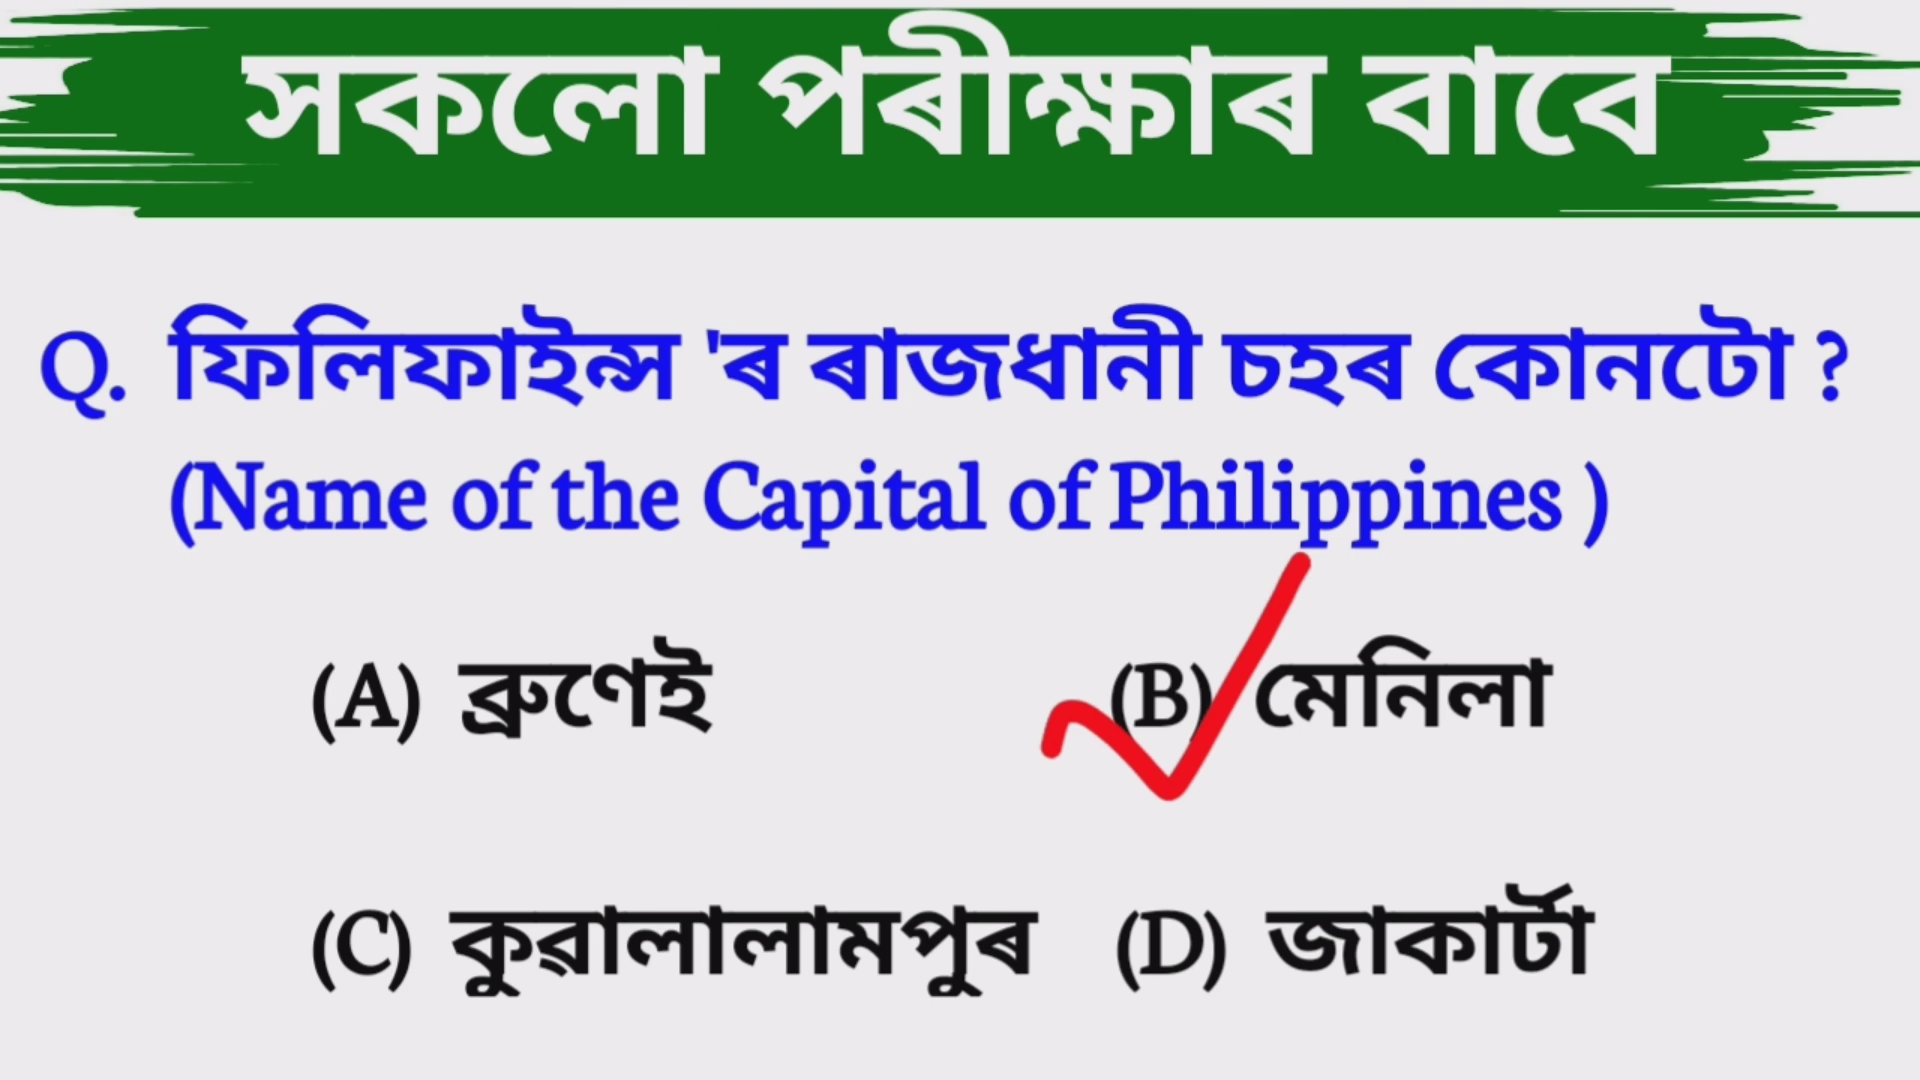 সকলো পৰীক্ষাৰ বাবে
Q. ফিলিফাইন্স 'ৰ ৰাজধানী চহৰ কোনটো ?
(Name of the Capital of Philippines )
(A) ব্ৰুণেই (B) মেনিলা
(C) কুৱালালামপুৰ (D) জাকাৰ্টা